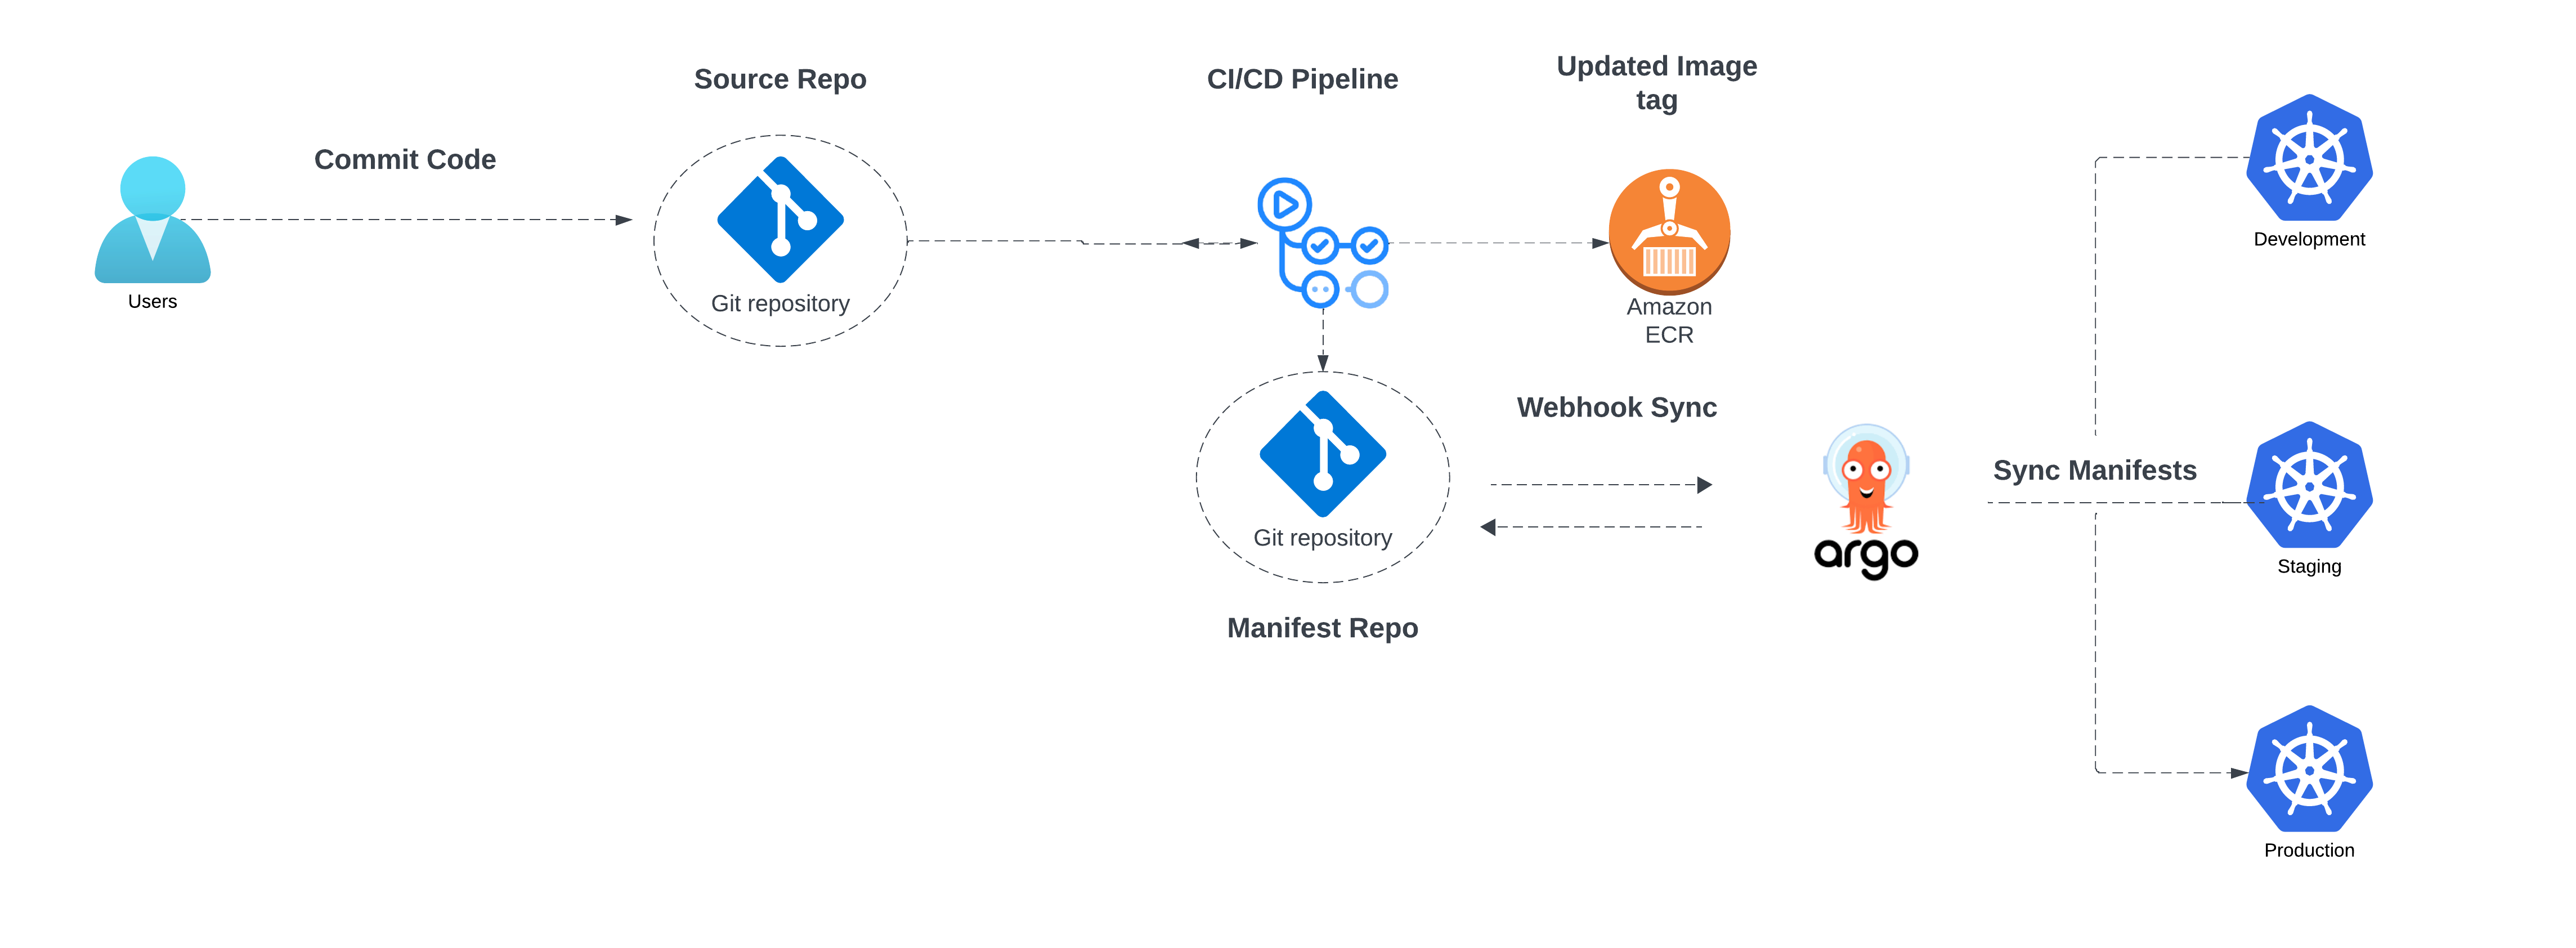 Source Repo
CI/CD Pipeline
Updated Image
tag
Commit Code
Users
Git repository
Amazon
ECR
Development
Webhook Sync
Git repository
argo
Sync Manifests
Staging
Manifest Repo
Production